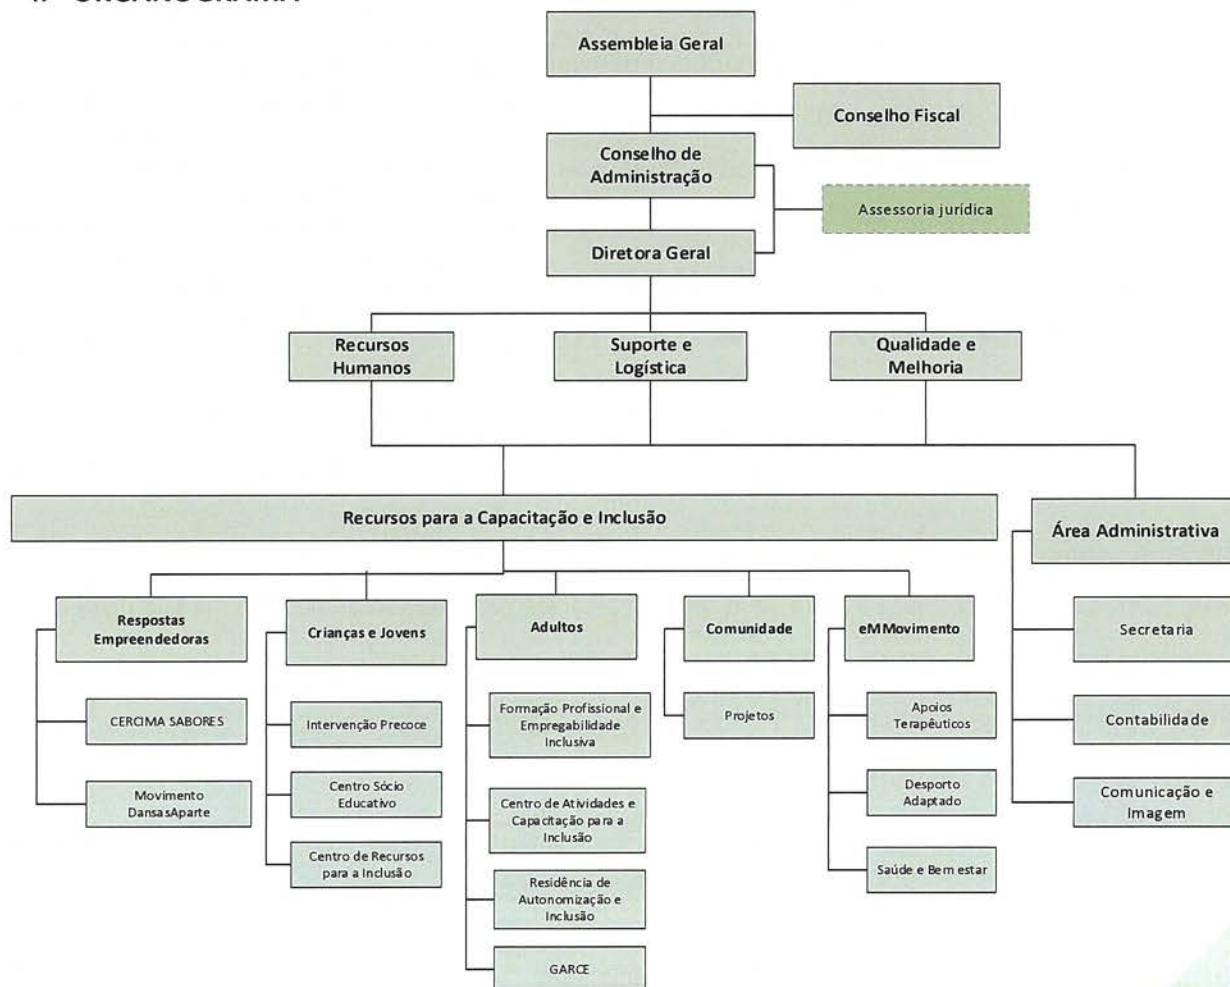 Assembleia Geral
Conselho Fiscal
Conselho de
Administração
Assessoria jurídica
Diretora Geral
Recursos
Humanos
Suporte e
Logística
Qualidade e
Melhoria
Recursos para a Capacitação e Inclusão
Área Administrativa
Respostas
Empreendedoras
CERCIMA SABORES
Movimento
DansasAparte
Crianças e Jovens
Intervenção Precoce
Centro Sócio
Educativo
Centro de Recursos
para a Inclusão
Adultos
Formação Profissional e
Empregabilidade
Inclusiva
Centro de Atividades e
Capacitação para a
Inclusão
Residência de
Autonomização e
Inclusão
GARCE
Comunidade
Projetos
eMMovimento
Apoios
Terapêuticos
Desporto
Adaptado
Saúde e Bem estar
Secretaria
Contabilidade
Comunicação e
Imagem